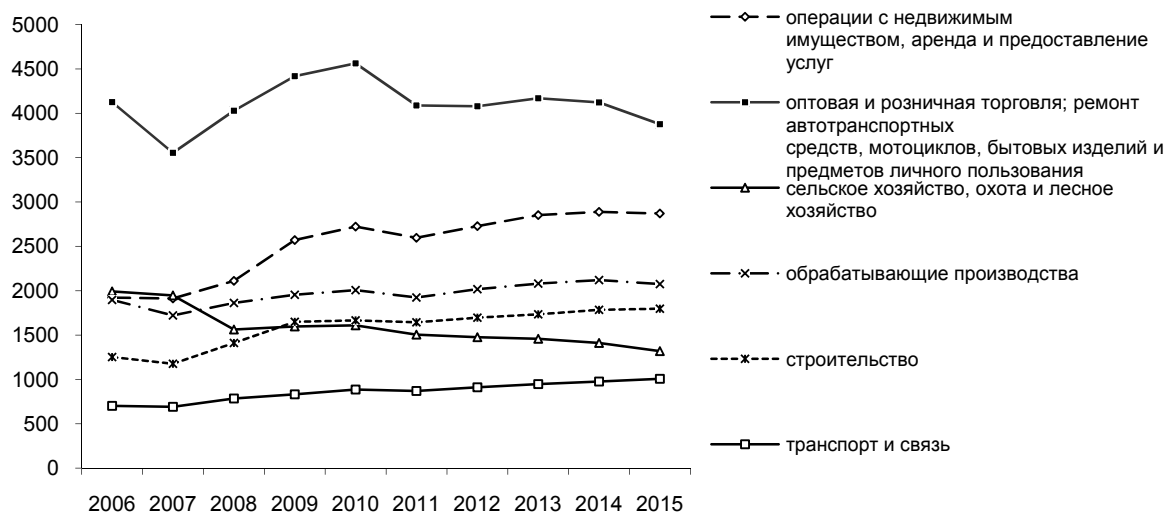 5000
4500
4000
3500
3000
2500
2000
1500
1000
500
0
2006 2007 2008 2009 2010 2011 2012 2013 2014 2015
операции с недвижимым
имуществом, аренда и предоставление
услуг
оптовая и розничная торговля; ремонт
автотранспортных
средств, мотоциклов, бытовых изделий и
предметов личного пользования
сельское хозяйство, охота и лесное
хозяйство
обрабатывающие производства
строительство
транспорт и связь